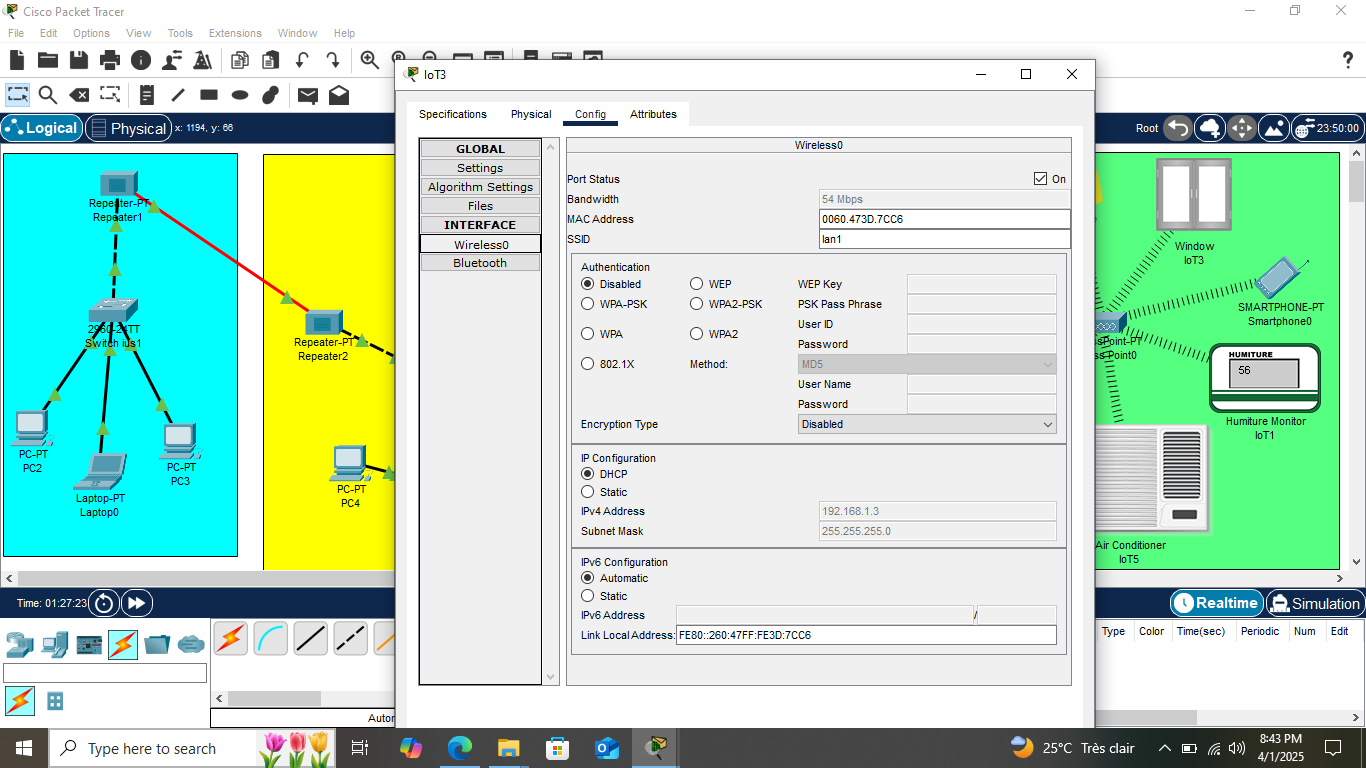 Cisco Packet Tracer
File Edit Options View Tools Extensions Window Help
IoT3
Logical Physical x: 1194, y: 66
Root 23:50:00
Specifications Physical Config Attributes
GLOBAL
Settings
Algorithm Settings
Files
INTERFACE
Wireless0
Bluetooth
Wireless0
Port Status On
Bandwidth 54 Mbps
MAC Address 0060.473D.7CC6
SSID lan1
Authentication
Disabled WEP WEP Key
WPA-PSK WPA2-PSK PSK Pass Phrase
User ID
WPA WPA2
Password
802.1X Method: MD5
User Name
Password
Encryption Type Disabled
IP Configuration
DHCP
Static
IPv4 Address 192.168.1.3
Subnet Mask 255.255.255.0
IPv6 Configuration
Automatic
Static
IPv6 Address /
Link Local Address: FE80::260:47FF:FE3D:7CC6
Repeater-PT
Repeater1
2960-24TT
Switch ius1
PC-PT
PC2
Laptop-PT
Laptop0
PC-PT
PC3
Repeater-PT
Repeater2
PC-PT
PC4
Window
IoT3
SMARTPHONE-PT
Smartphone0
ssPoint-PT
ss Point0
HUMITURE
56
Humiture Monitor
IoT1
Air Conditioner
IoT5
Time: 01:27:23
Realtime Simulation
Type Color Time(sec) Periodic Num Edit
Autor
Type here to search
25°C Très clair
8:43 PM
4/1/2025